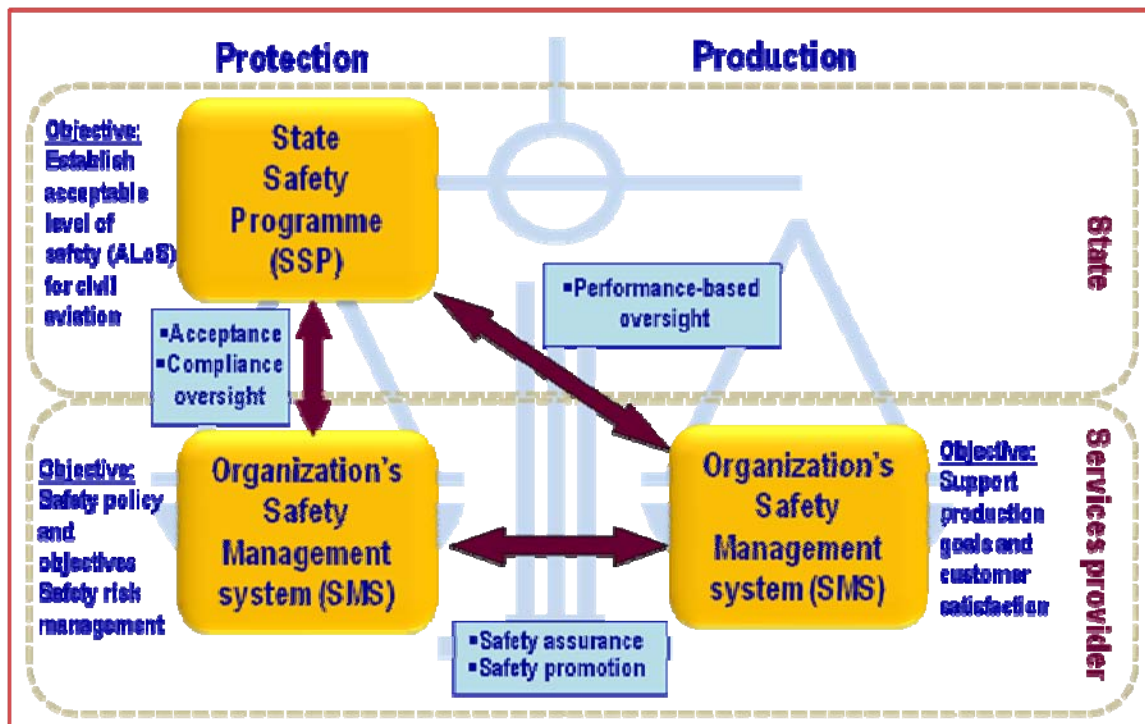 Protection
Production
Objective:
Establish
acceptable
level of
safety (ALoS)
for civil
aviation
State
Safety
Programme
(SSP)
State
▪Acceptance
▪Compliance
oversight
▪Performance-based
oversight
Objective:
Safety policy
and
objectives
Safety risk
management
Organization's
Safety
Management
system (SMS)
Organization's
Safety
Management
system (SMS)
Objective:
Support
production
goals and
customer
satisfaction
Services provider
▪Safety assurance
▪Safety promotion